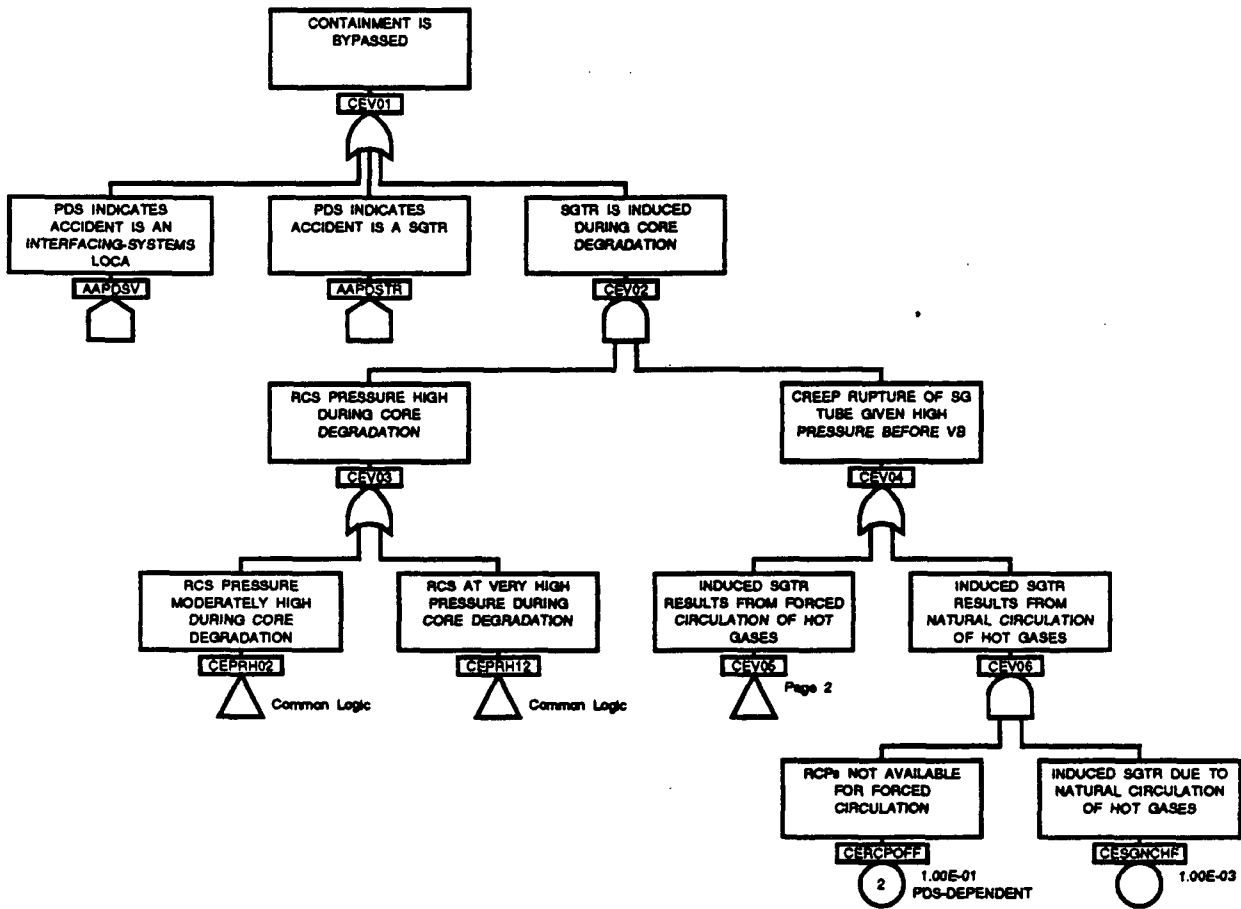 CONTAINMENT IS
BYPASSED
CEV01
PDS INDICATES
ACCIDENT IS AN
INTERFACING-SYSTEMS
LOCA
AAPDSV
PDS INDICATES
ACCIDENT IS A SGTR
AAPDSTR
SGTR IS INDUCED
DURING CORE
DEGRADATION
CEV02
RCS PRESSURE HIGH
DURING CORE
DEGRADATION
CEV03
CREEP RUPTURE OF SG
TUBE GIVEN HIGH
PRESSURE BEFORE VB
CEV04
RCS PRESSURE
MODERATELY HIGH
DURING CORE
DEGRADATION
CEPRH02
Common Logic
RCS AT VERY HIGH
PRESSURE DURING
CORE DEGRADATION
CEPRH12
Common Logic
INDUCED SGTR
RESULTS FROM FORCED
CIRCULATION OF HOT
GASES
CEV05
Page 2
INDUCED SGTR
RESULTS FROM
NATURAL CIRCULATION
OF HOT GASES
CEV06
RCPs NOT AVAILABLE
FOR FORCED
CIRCULATION
CERCPOFF
2
1.00E-01
PDS-DEPENDENT
INDUCED SGTR DUE TO
NATURAL CIRCULATION
OF HOT GASES
CESGNCHF
1.00E-03